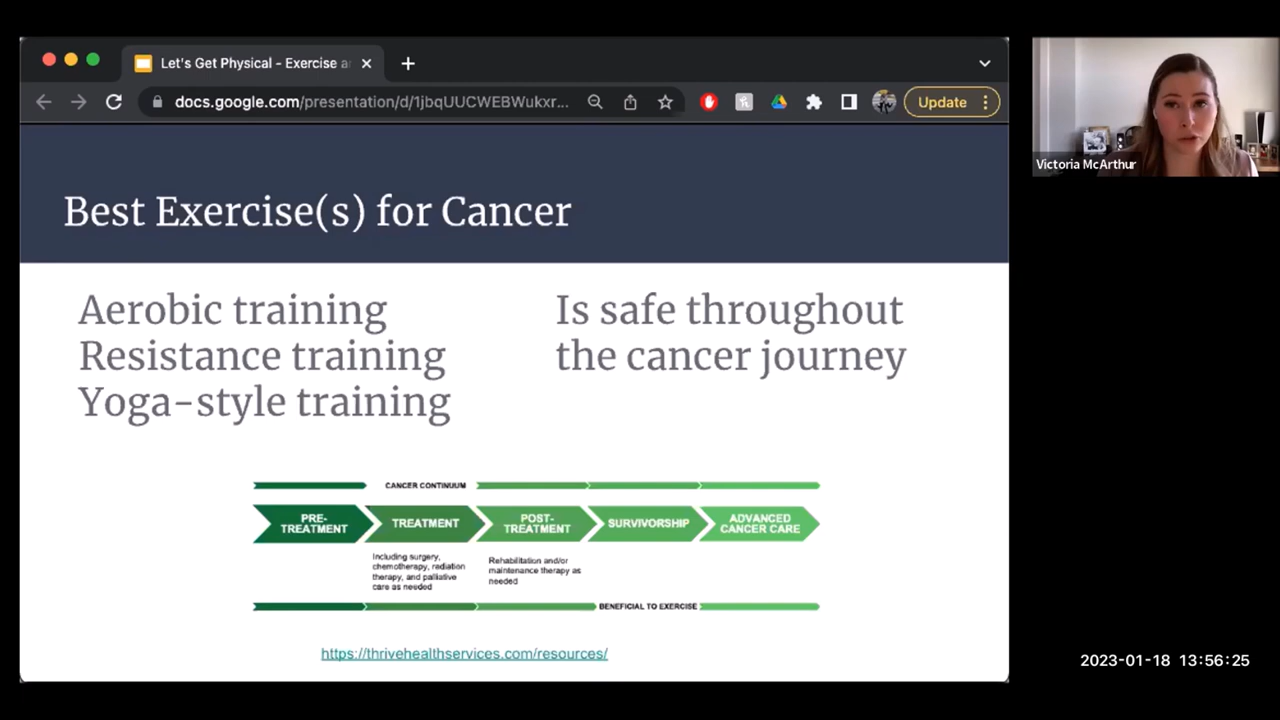 Let's Get Physical - Exercise a
docs.google.com/presentation/d/1jbqUUCWEBWukxr...
Update
Victoria McArthur
Best Exercise(s) for Cancer
Aerobic training
Resistance training
Yoga-style training
Is safe throughout
the cancer journey
CANCER CONTINUUM
PRE-
TREATMENT
TREATMENT
POST-
TREATMENT
SURVIVORSHIP
ADVANCED
CANCER CARE
Including surgery,
chemotherapy, radiation
therapy, and palliative
care as needed
Rehabilitation and/or
maintenance therapy as
needed
BENEFICIAL TO EXERCISE
https://thrivehealthservices.com/resources/
2023-01-18 13:56:25